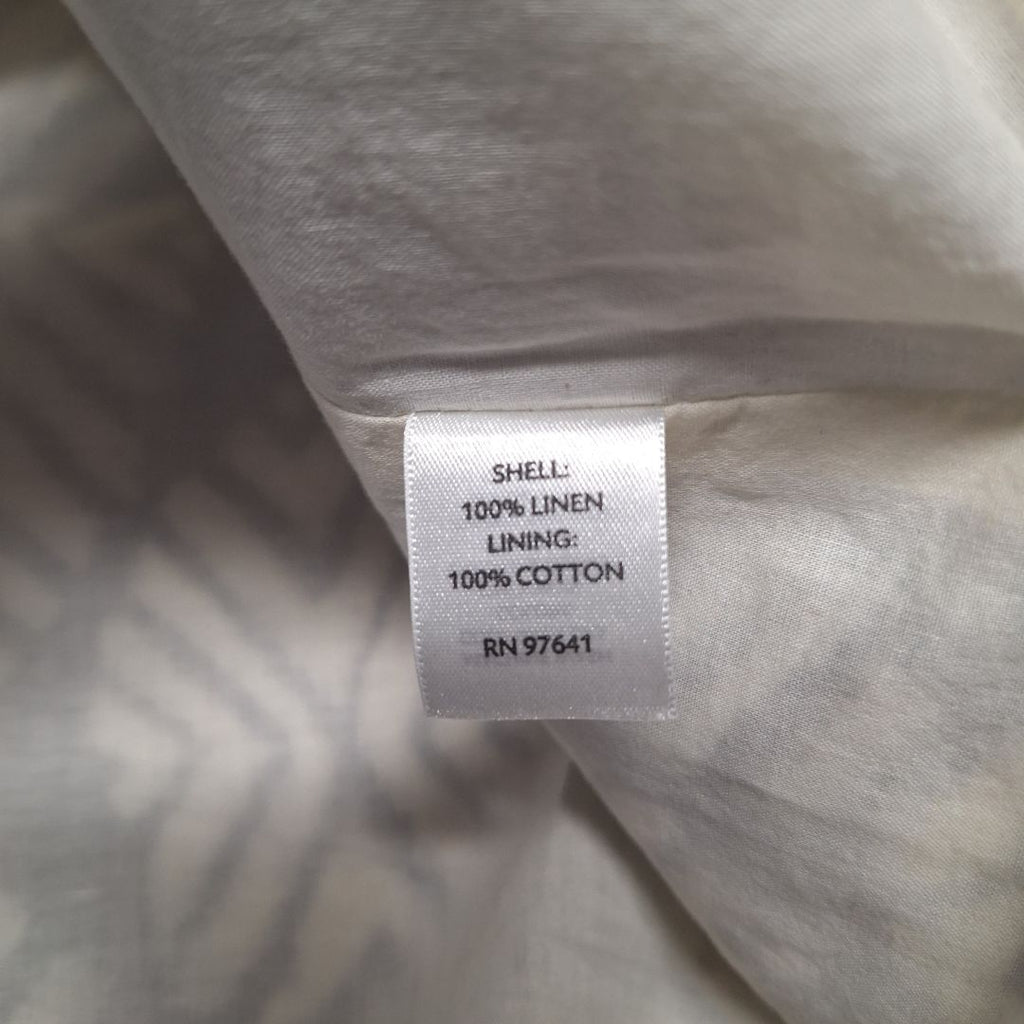 SHELL:
100% LINEN
LINING:
100% COTTON
RN 97641